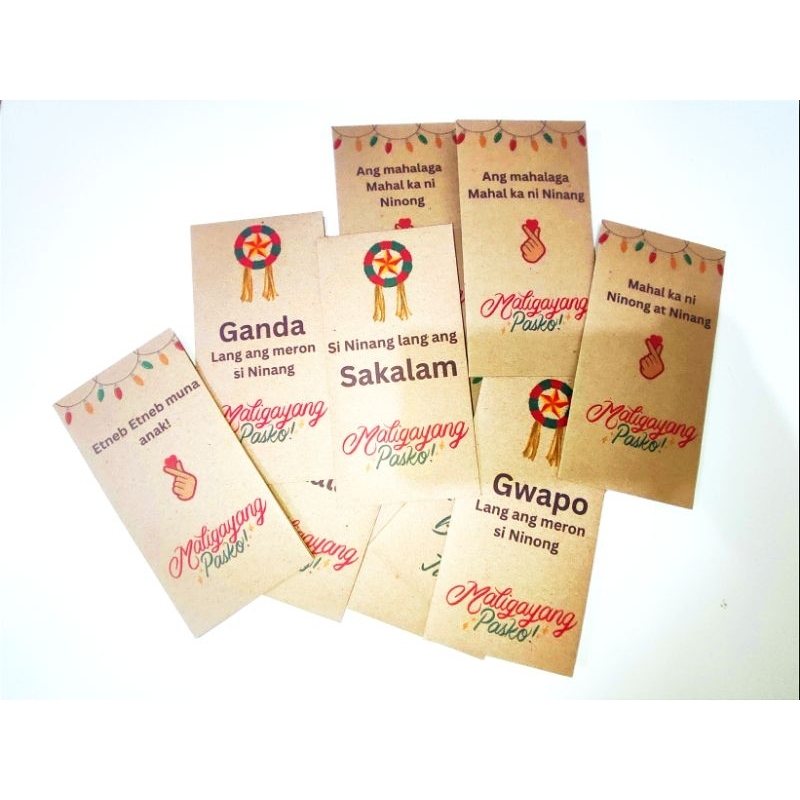 Ang mahalaga
Mahal ka ni
Ninong
Ang mahalaga
Mahal ka ni Ninang
Maligayang
Pasko!
Mahal ka ni
Ninong at Ninang
Maligayang
Pasko!
Ganda
Lang ang meron
si Ninang
Maligayang
Pasko!
Si Ninang lang ang
Sakalam
Maligayang
Pasko!
Etneb Etneb muna
anak!
Maligayang
Pasko!
Gwapo
Lang ang meron
si Ninong
Maligayang
Pasko!